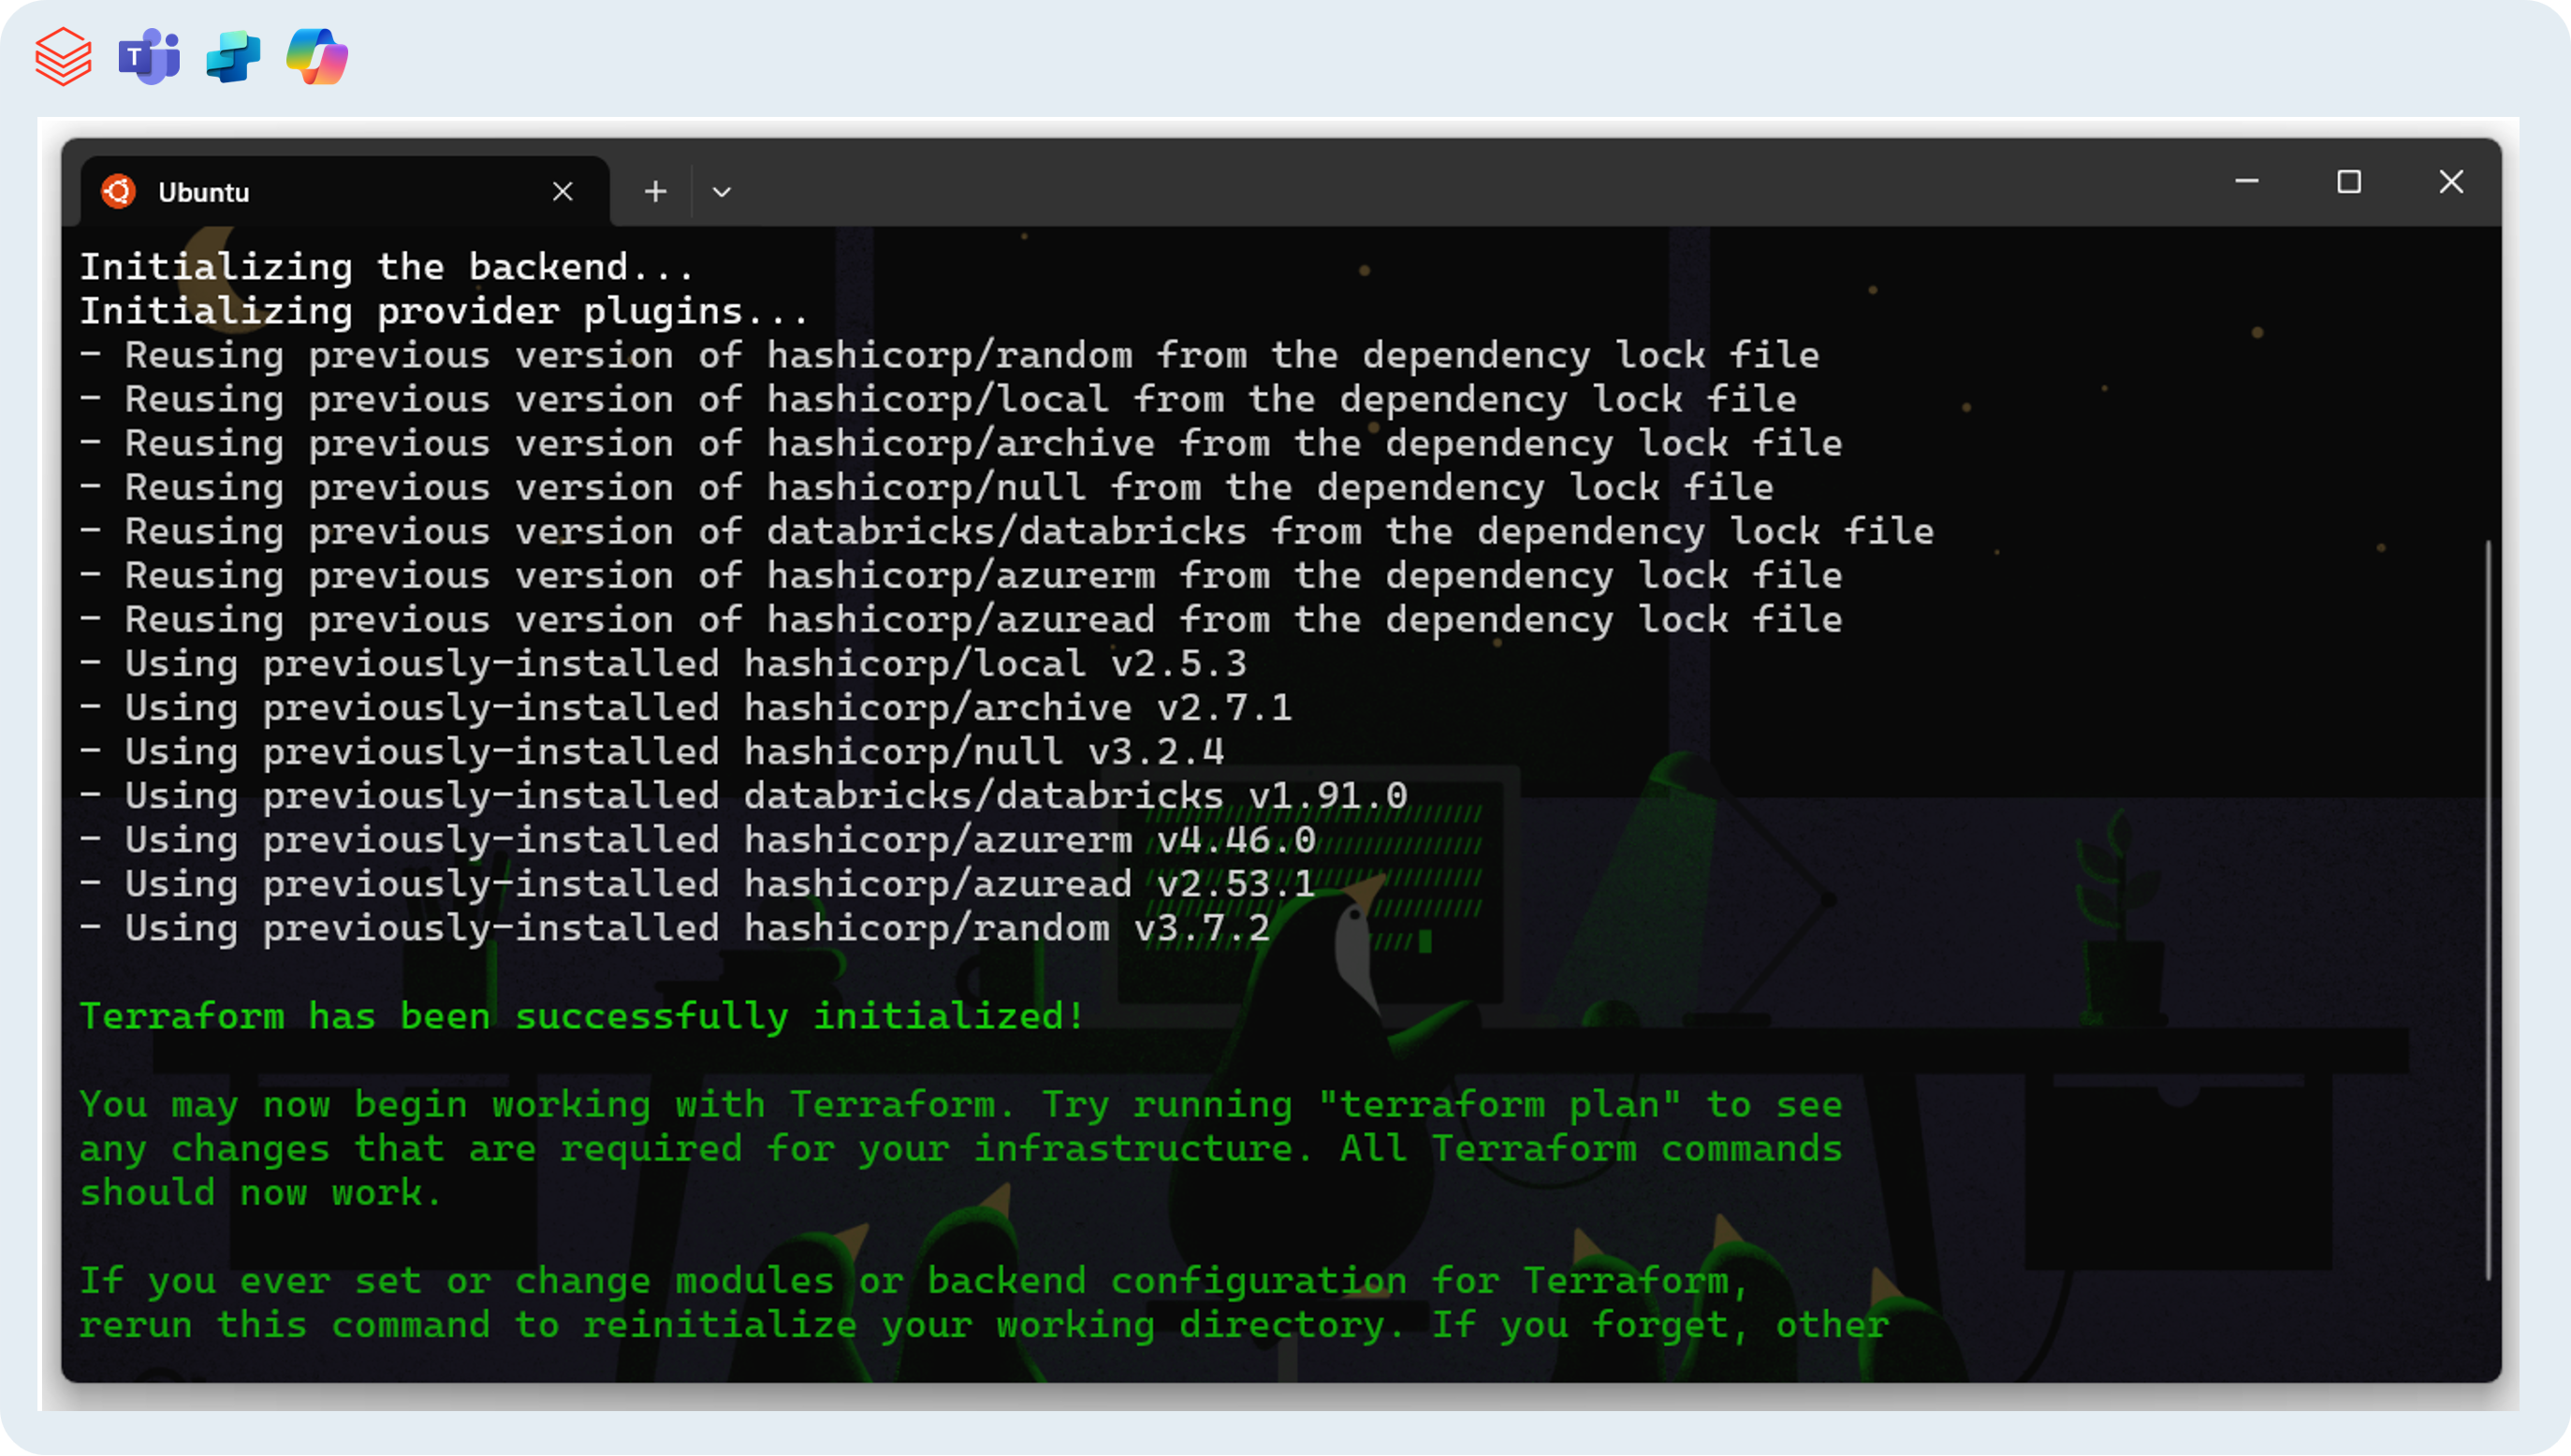 T
Ubuntu
Initializing the backend...
Initializing provider plugins...
- Reusing previous version of hashicorp/random from the dependency lock file
- Reusing previous version of hashicorp/local from the dependency lock file
- Reusing previous version of hashicorp/archive from the dependency lock file
- Reusing previous version of hashicorp/null from the dependency lock file
- Reusing previous version of databricks/databricks from the dependency lock file
- Reusing previous version of hashicorp/azurerm from the dependency lock file
- Reusing previous version of hashicorp/azuread from the dependency lock file
- Using previously-installed hashicorp/local v2.5.3
- Using previously-installed hashicorp/archive v2.7.1
- Using previously-installed hashicorp/null v3.2.4
- Using previously-installed databricks/databricks v1.91.0
- Using previously-installed hashicorp/azurerm v4.46.0
- Using previously-installed hashicorp/azuread v2.53.1
- Using previously-installed hashicorp/random v3.7.2
Terraform has been successfully initialized!
You may now begin working with Terraform. Try running "terraform plan" to see
any changes that are required for your infrastructure. All Terraform commands
should now work.
If you ever set or change modules or backend configuration for Terraform,
rerun this command to reinitialize your working directory. If you forget, other